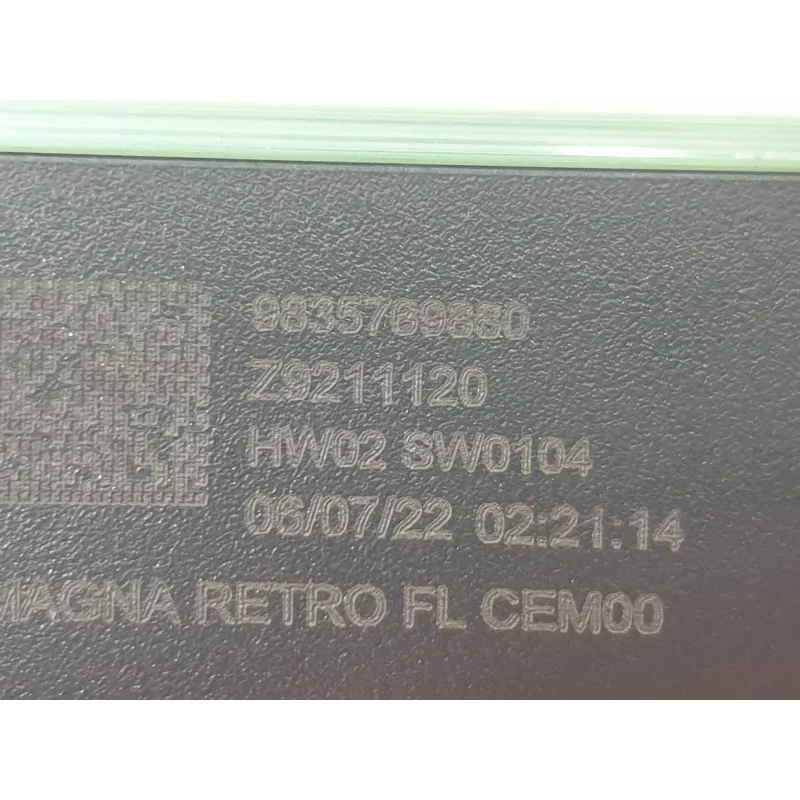 9835769880
Z9211120
HW02 SW0104
06/07/22 02:21:14
MAGNA RETRO FL CEM00